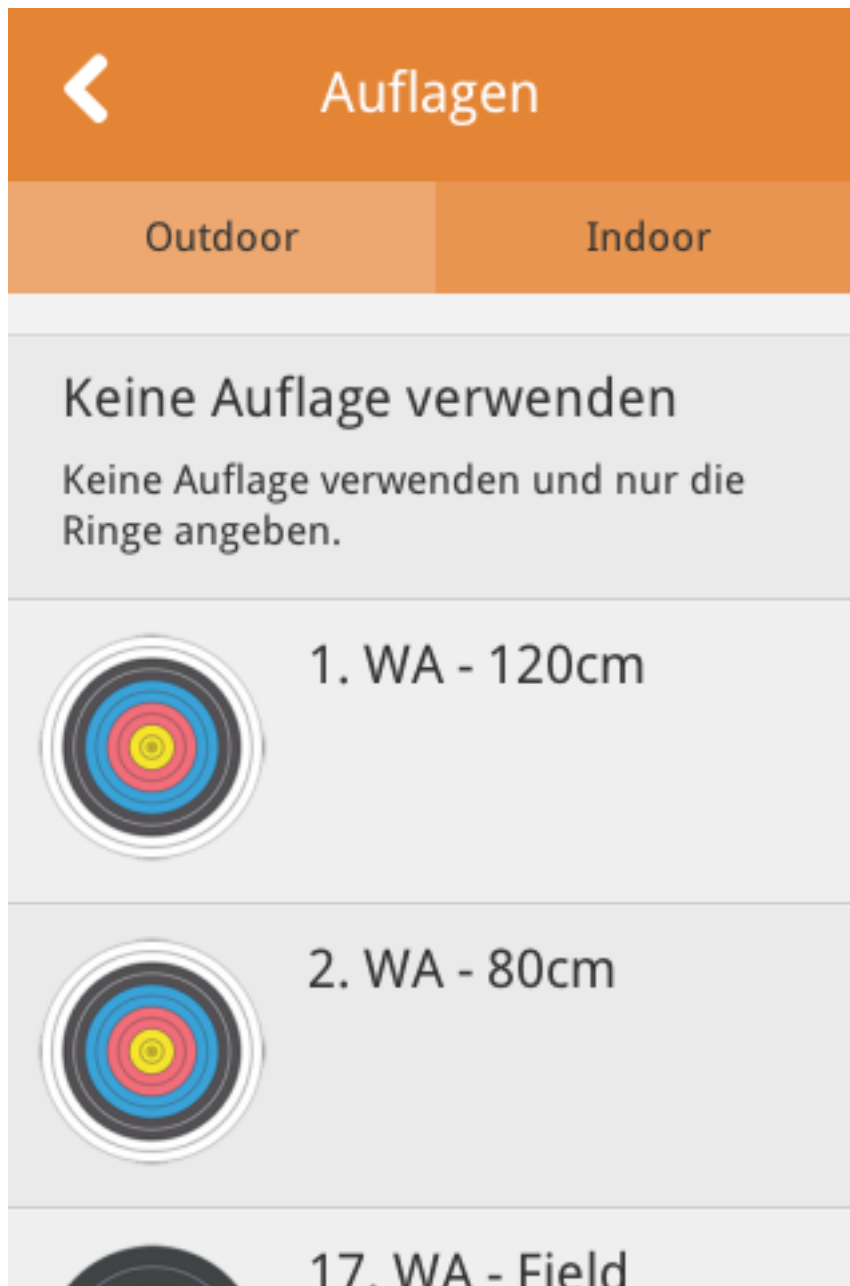 Auflagen
Outdoor
Indoor
Keine Auflage verwenden
Keine Auflage verwenden und nur die
Ringe angeben.
1. WA - 120cm
2. WA - 80cm
17. WA - Field